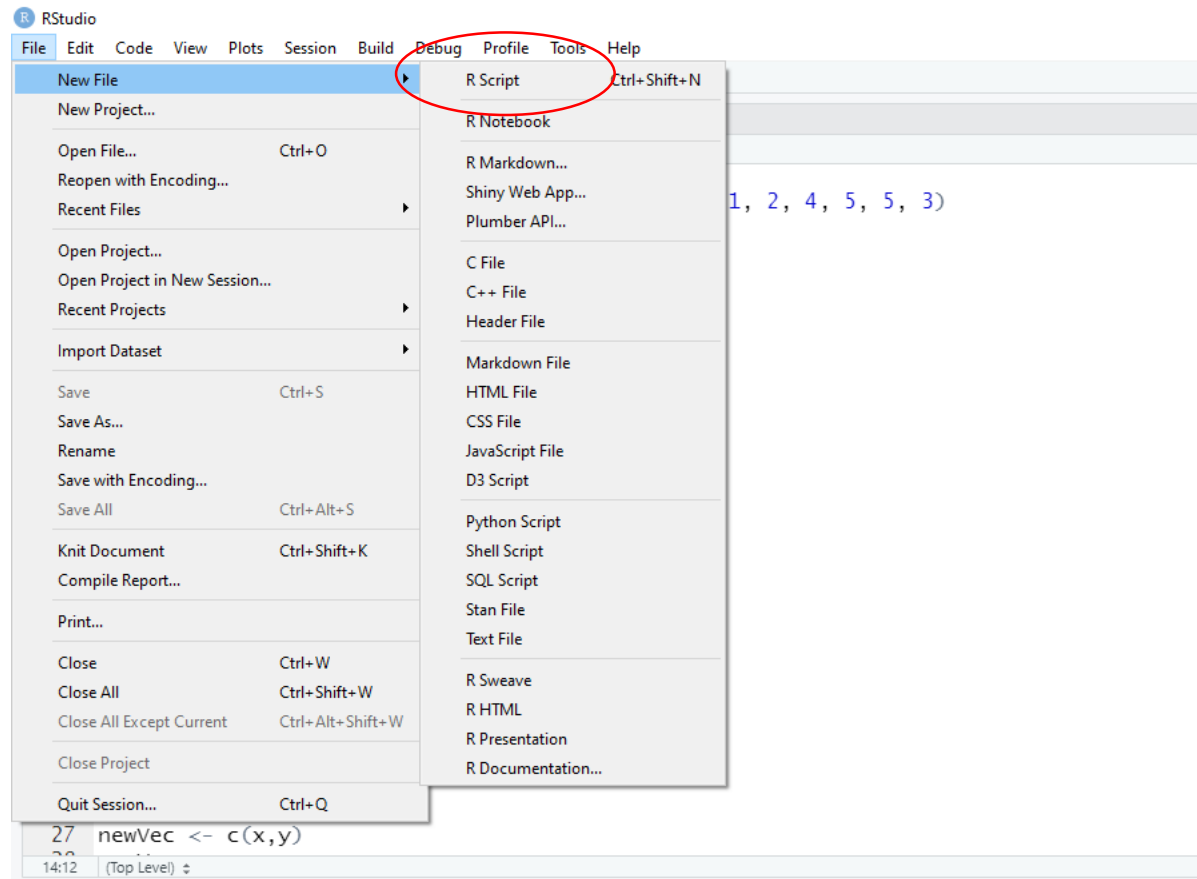 R RStudio
File Edit Code View Plots Session Build Debug Profile Tools Help
New File
New Project...
Open File... Ctrl+O
Reopen with Encoding...
Recent Files
Open Project...
Open Project in New Session...
Recent Projects
Import Dataset
Save Ctrl+S
Save As...
Rename
Save with Encoding...
Save All Ctrl+Alt+S
Knit Document Ctrl+Shift+K
Compile Report...
Print...
Close Ctrl+W
Close All Ctrl+Shift+W
Close All Except Current Ctrl+Alt+Shift+W
Close Project
Quit Session... Ctrl+Q
R Script Ctrl+Shift+N
R Notebook
R Markdown...
Shiny Web App...
Plumber API...
C File
C++ File
Header File
Markdown File
HTML File
CSS File
JavaScript File
D3 Script
Python Script
Shell Script
SQL Script
Stan File
Text File
R Sweave
R HTML
R Presentation
R Documentation...
1, 2, 4, 5, 5, 3)
27 newVec <- c(x,y)
14:12 (Top Level)